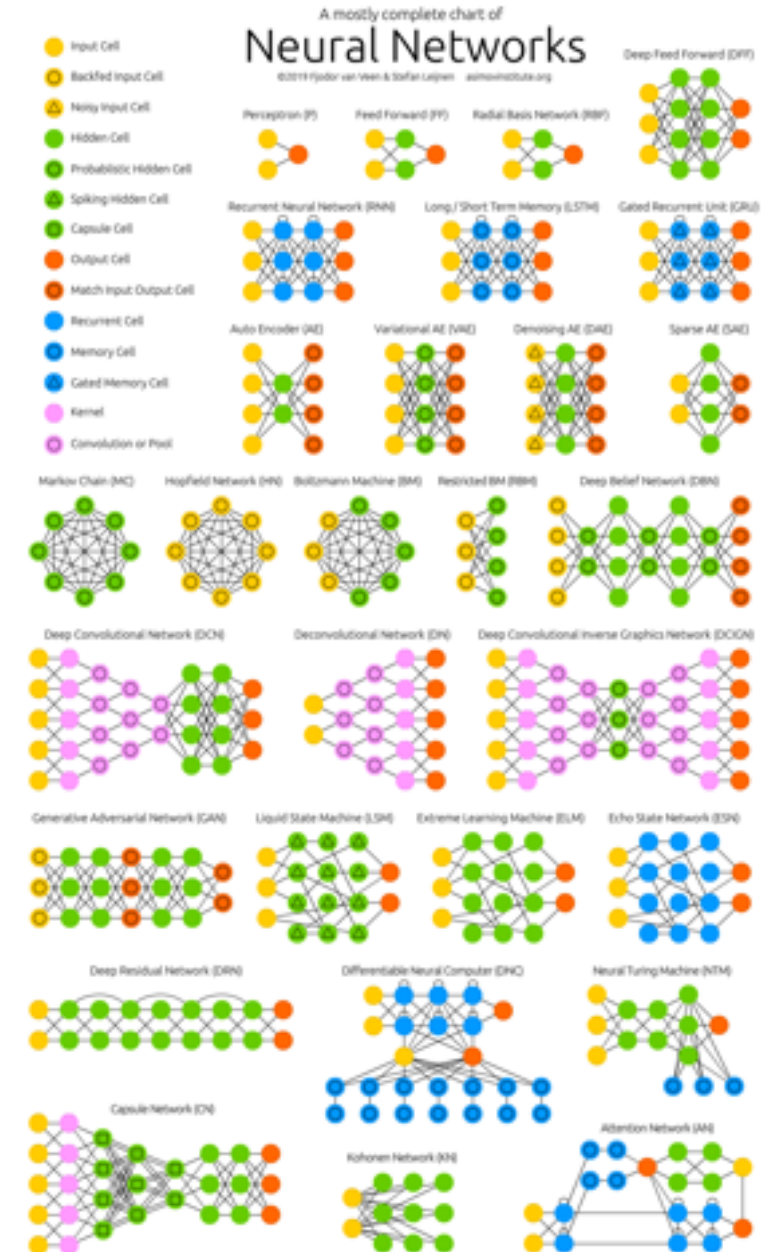 A mostly complete chart of
Neural Networks
©2019 Fjodor van Veen & Stefan Leijnen asimovinstitute.org
Input Cell
Backfed Input Cell
Noisy Input Cell
Hidden Cell
Probablistic Hidden Cell
Spiking Hidden Cell
Capsule Cell
Output Cell
Match Input Output Cell
Recurrent Cell
Memory Cell
Gated Memory Cell
Kernel
Convolution or Pool
Deep Feed Forward (DFF)
Perceptron (P)
Feed Forward (FF)
Radial Basis Network (RBF)
Recurrent Neural Network (RNN)
Long / Short Term Memory (LSTM)
Gated Recurrent Unit (GRU)
Auto Encoder (AE)
Variational AE (VAE)
Denoising AE (DAE)
Sparse AE (SAE)
Markov Chain (MC)
Hopfield Network (HN)
Boltzmann Machine (BM)
Restricted BM (RBM)
Deep Belief Network (DBN)
Deep Convolutional Network (DCN)
Deconvolutional Network (DN)
Deep Convolutional Inverse Graphics Network (DCIGN)
Generative Adversarial Network (GAN)
Liquid State Machine (LSM)
Extreme Learning Machine (ELM)
Echo State Network (ESN)
Deep Residual Network (DRN)
Differentiable Neural Computer (DNC)
Neural Turing Machine (NTM)
Capsule Network (CN)
Kohonen Network (KN)
Attention Network (AN)